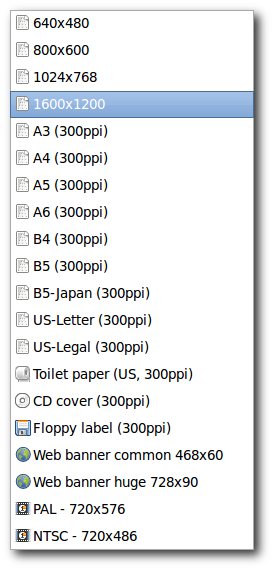 640x480
800x600
1024x768
1600x1200
A3 (300ppi)
A4 (300ppi)
A5 (300ppi)
A6 (300ppi)
B4 (300ppi)
B5 (300ppi)
B5-Japan (300ppi)
US-Letter (300ppi)
US-Legal (300ppi)
Toilet paper (US, 300ppi)
CD cover (300ppi)
Floppy label (300ppi)
Web banner common 468x60
Web banner huge 728x90
PAL - 720x576
NTSC - 720x486